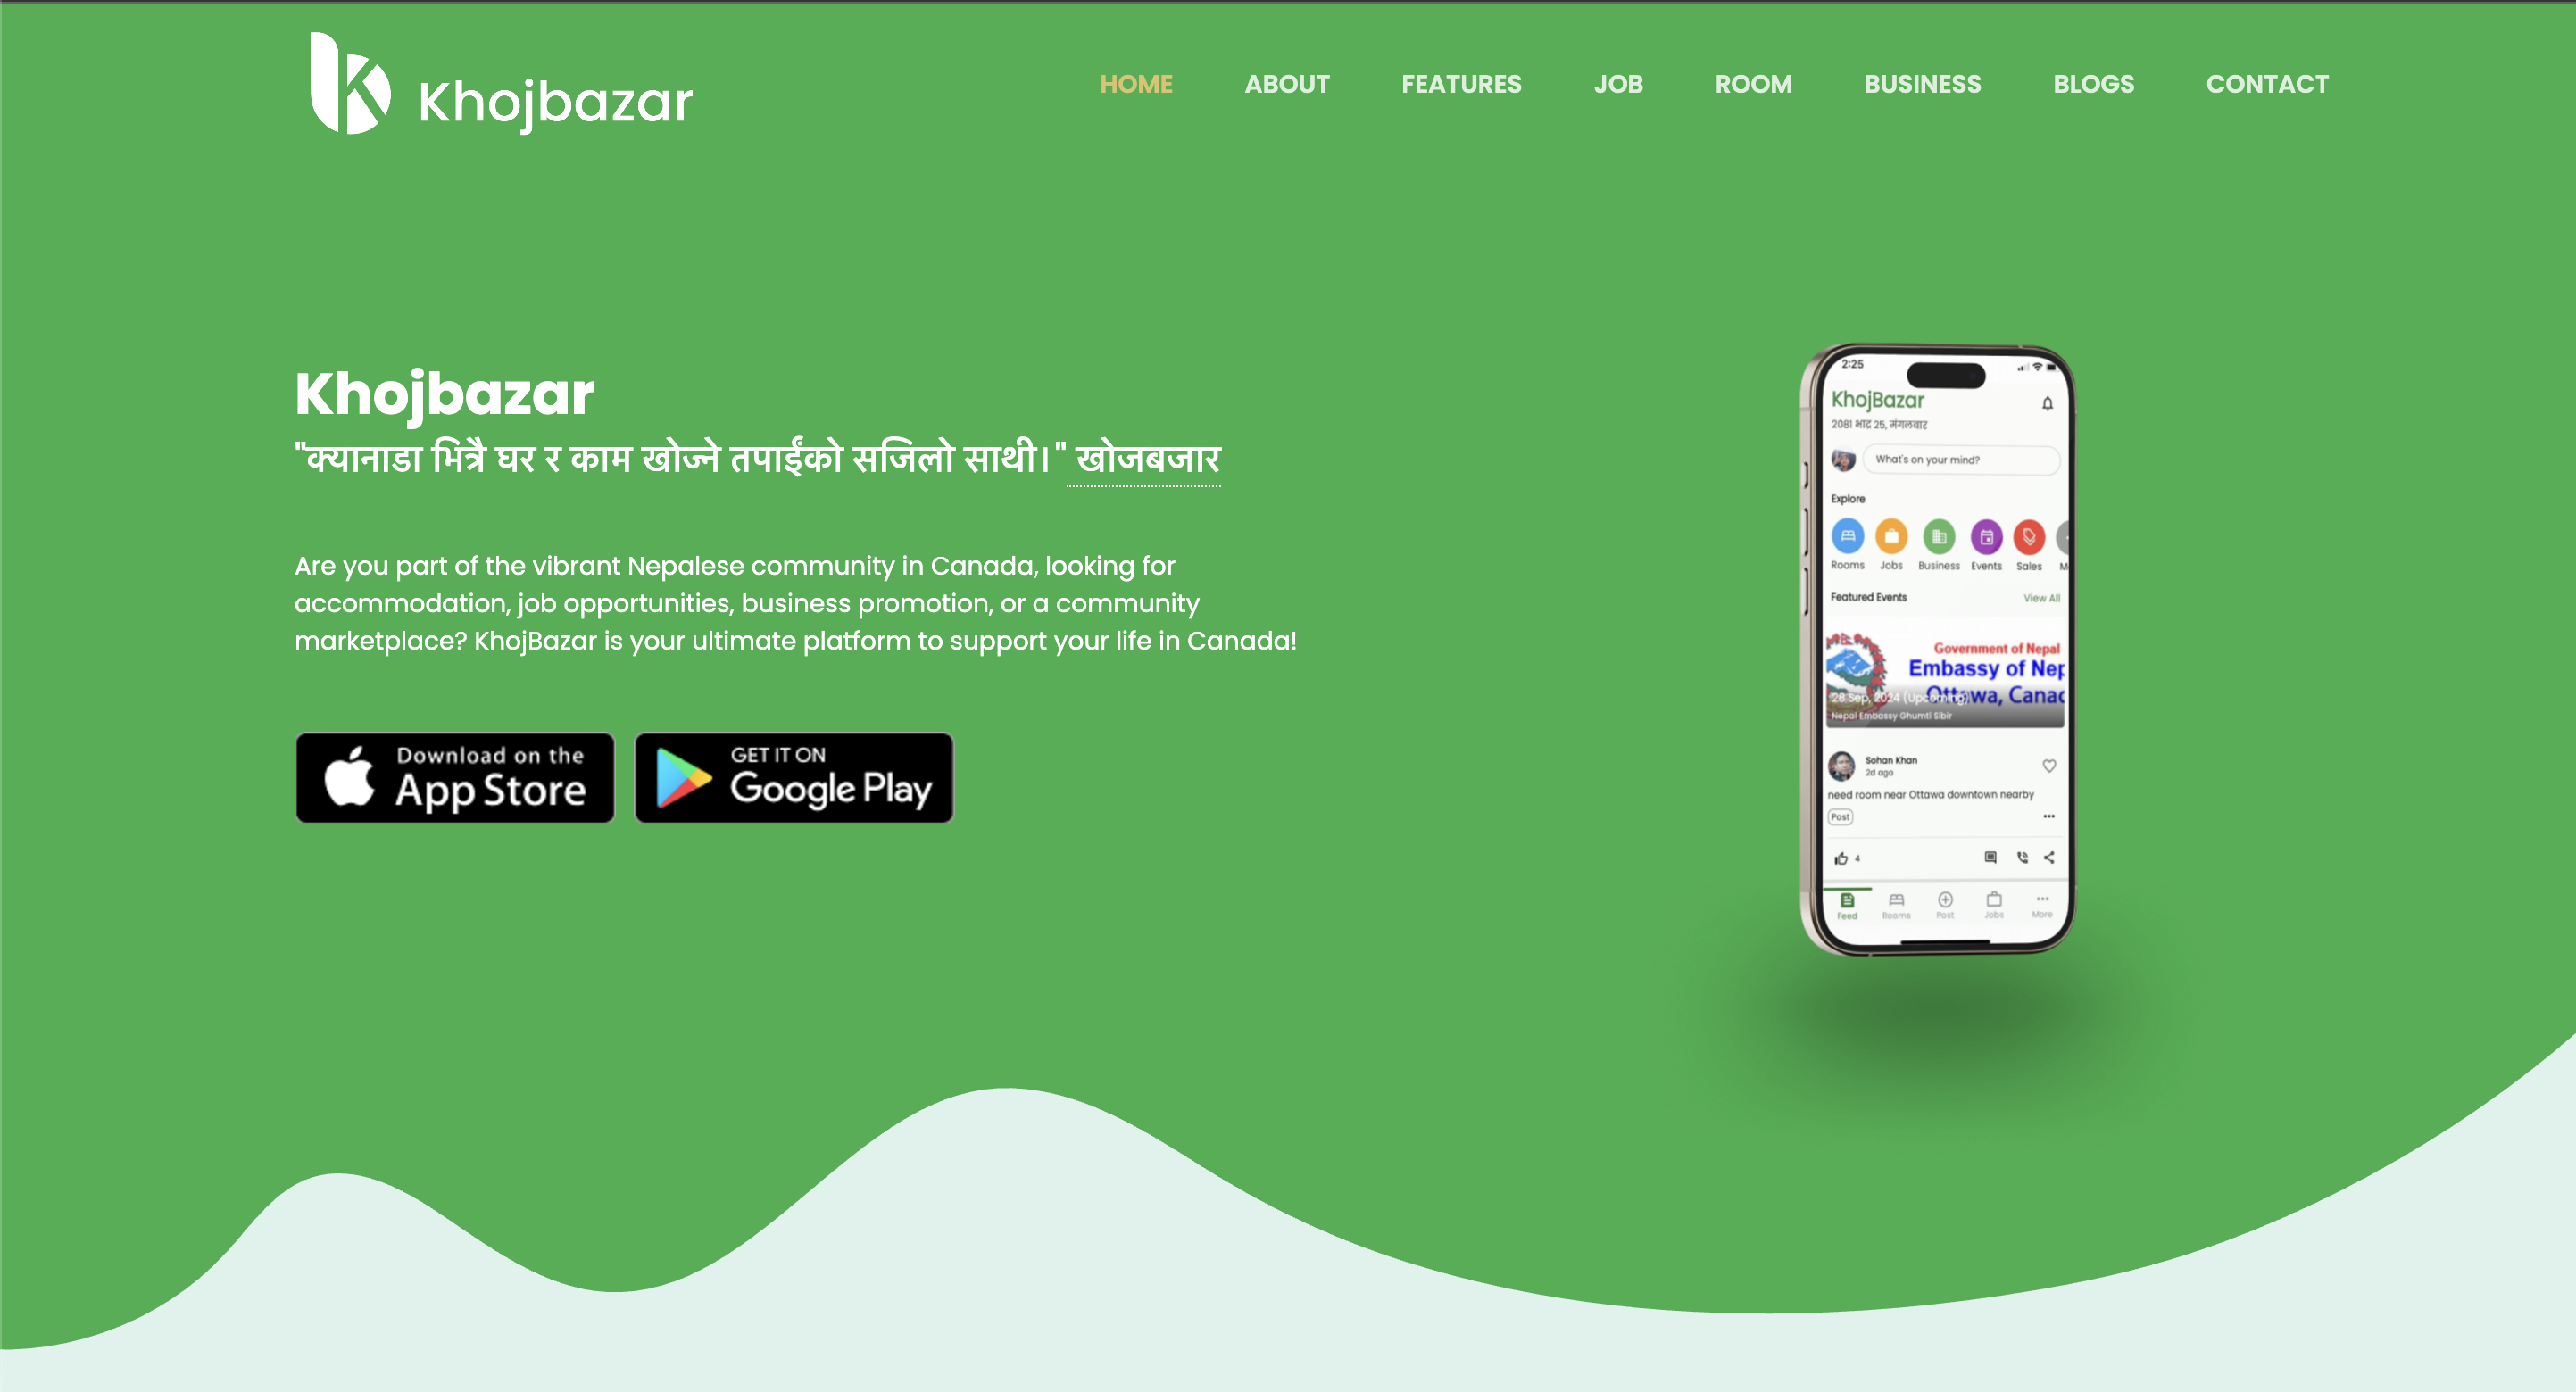 Khojbazar
HOME ABOUT FEATURES JOB ROOM BUSINESS BLOGS CONTACT
Khojbazar
"क्यानाडा भित्रै घर र काम खोज्ने तपाईंको सजिलो साथी।" खोजबजार
Are you part of the vibrant Nepalese community in Canada, looking for
accommodation, job opportunities, business promotion, or a community
marketplace? KhojBazar is your ultimate platform to support your life in Canada!
Download on the
App Store
GET IT ON
Google Play
2:25
KhojBazar
2081 भाद्र 25, मंगलबार
What's on your mind?
Explore
Rooms Jobs Business Events Sales M
Featured Events View All
Government of Nepal
Embassy of Nep
Ottawa, Canad
28 Sep, 2024 (Upcoming)
Nepal Embassy Ghumti Sibir
Sohan Khan
2d ago
need room near Ottawa downtown nearby
Post
4
Feed Rooms Post Jobs More